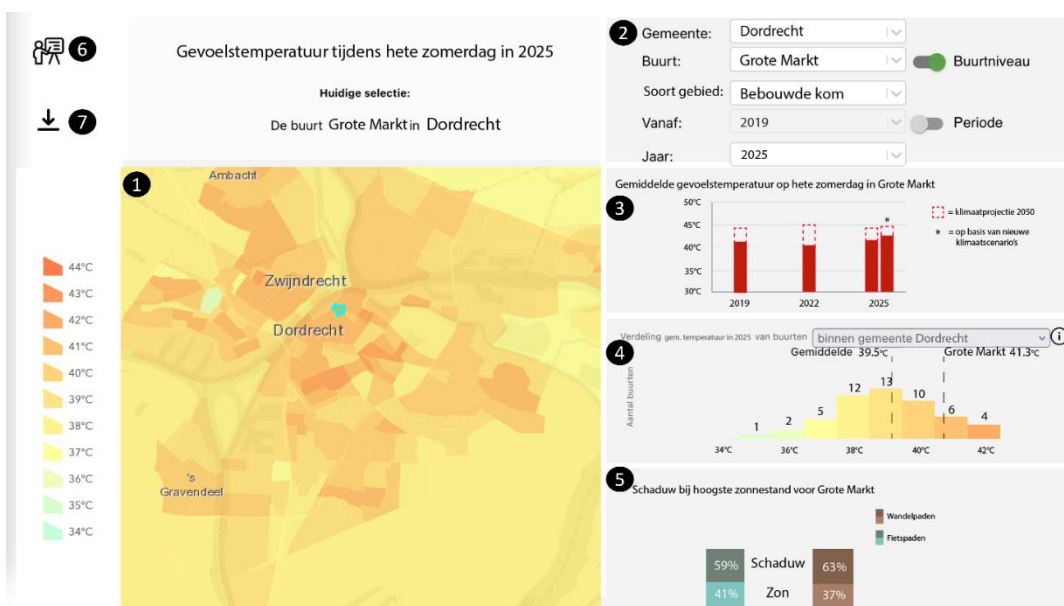 6
Gevoelstemperatuur tijdens hete zomerdag in 2025
Huidige selectie:
De buurt Grote Markt in Dordrecht
7
2 Gemeente: Dordrecht
Buurt: Grote Markt Buurtniveau
Soort gebied: Bebouwde kom
Vanaf: 2019 Periode
Jaar: 2025
1
Ambacht
Zwijndrecht
Dordrecht
's
Gravendeel
44°C
43°C
42°C
41°C
40°C
39°C
38°C
37°C
36°C
35°C
34°C
Gemiddelde gevoelstemperatuur op hete zomerdag in Grote Markt
3
50°C
45°C
40°C
35°C
30°C
2019 2022 2025
*
= klimaatprojectie 2050
* = op basis van nieuwe
klimaatscenario's
4
Verdeling gem. temperatuur in 2025 van buurten binnen gemeente Dordrecht i
Gemiddelde 39.5°C Grote Markt 41.3°C
Aantal buurten
1 2 5 12 13 10 6 4
34°C 36°C 38°C 40°C 42°C
5
Schaduw bij hoogste zonnestand voor Grote Markt
Wandelpaden
Fietspaden
59% Schaduw 63%
41% Zon 37%